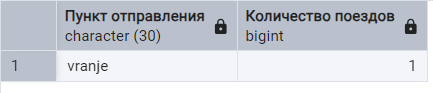 Пункт отправления
character (30)
Количество поездов
bigint
1 vranje 1